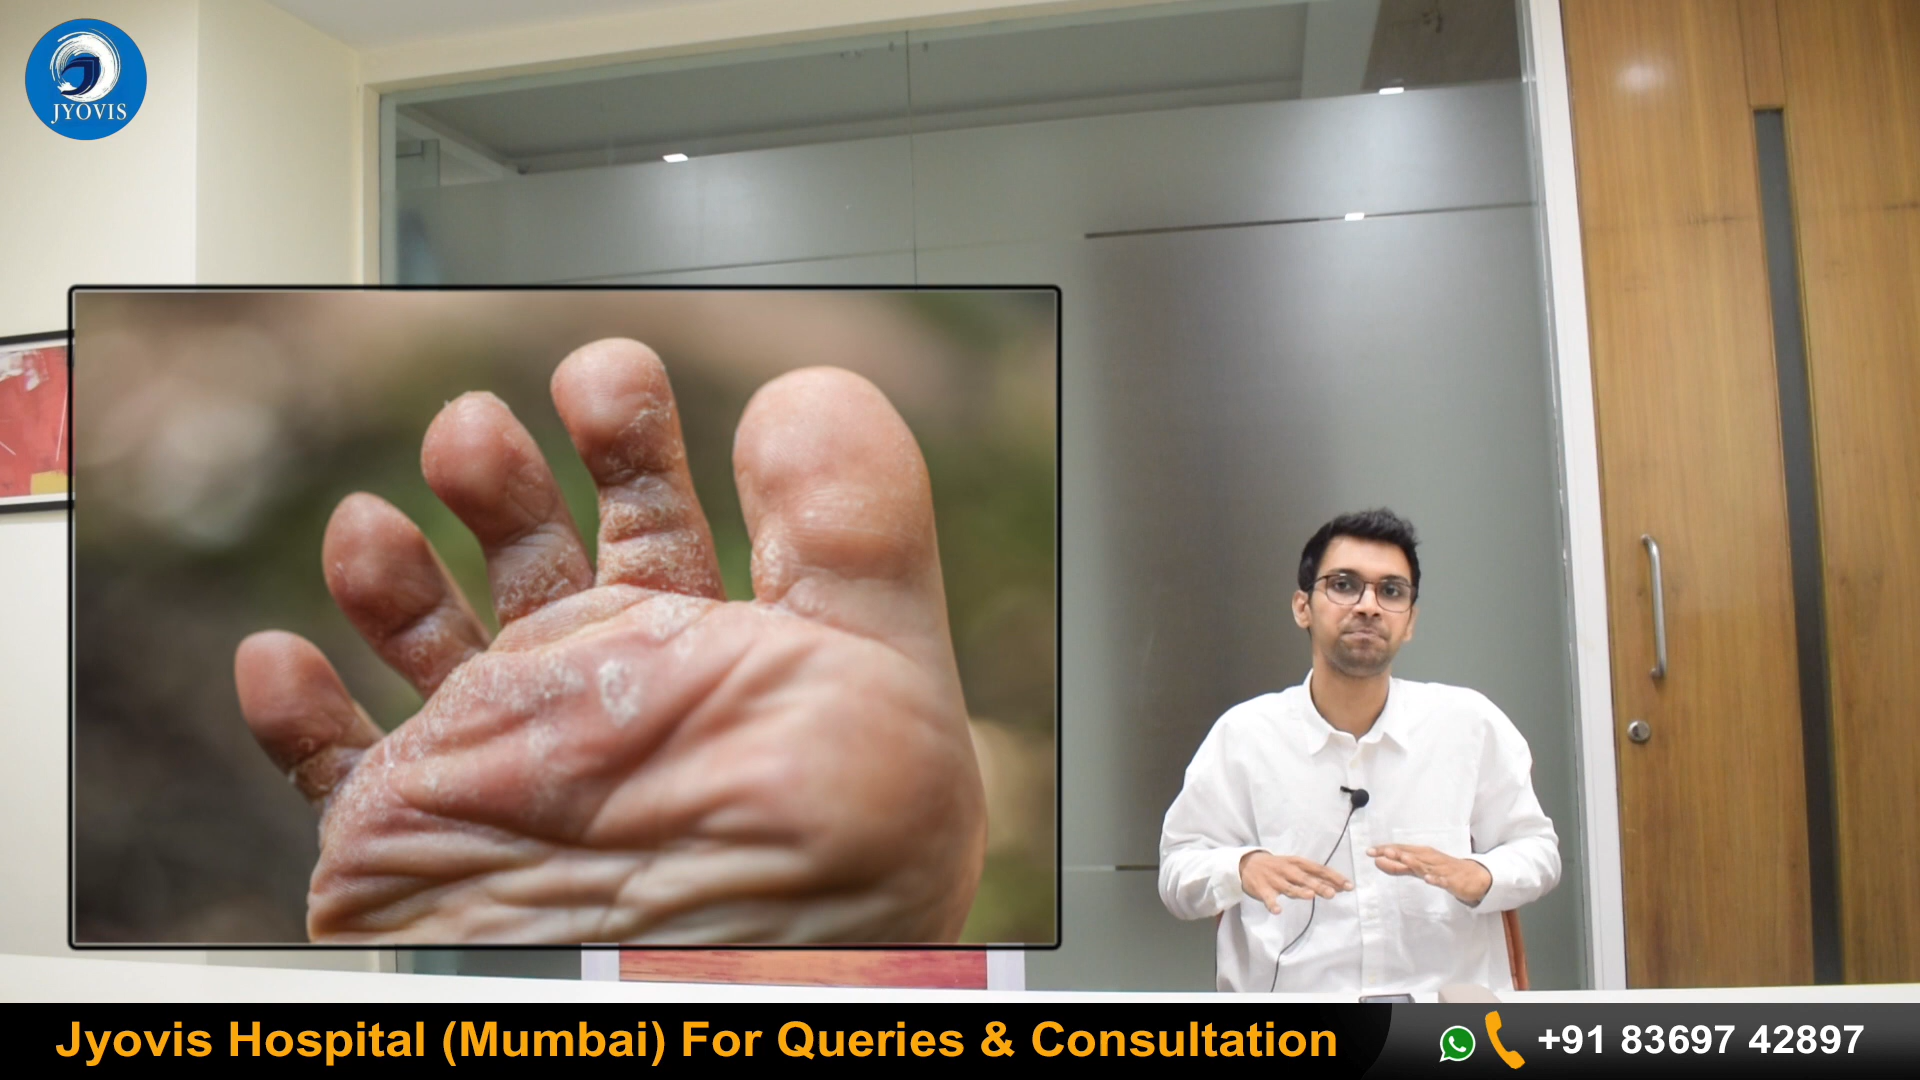 JYOVIS
Jyovis Hospital (Mumbai) For Queries & Consultation
+91 83697 42897